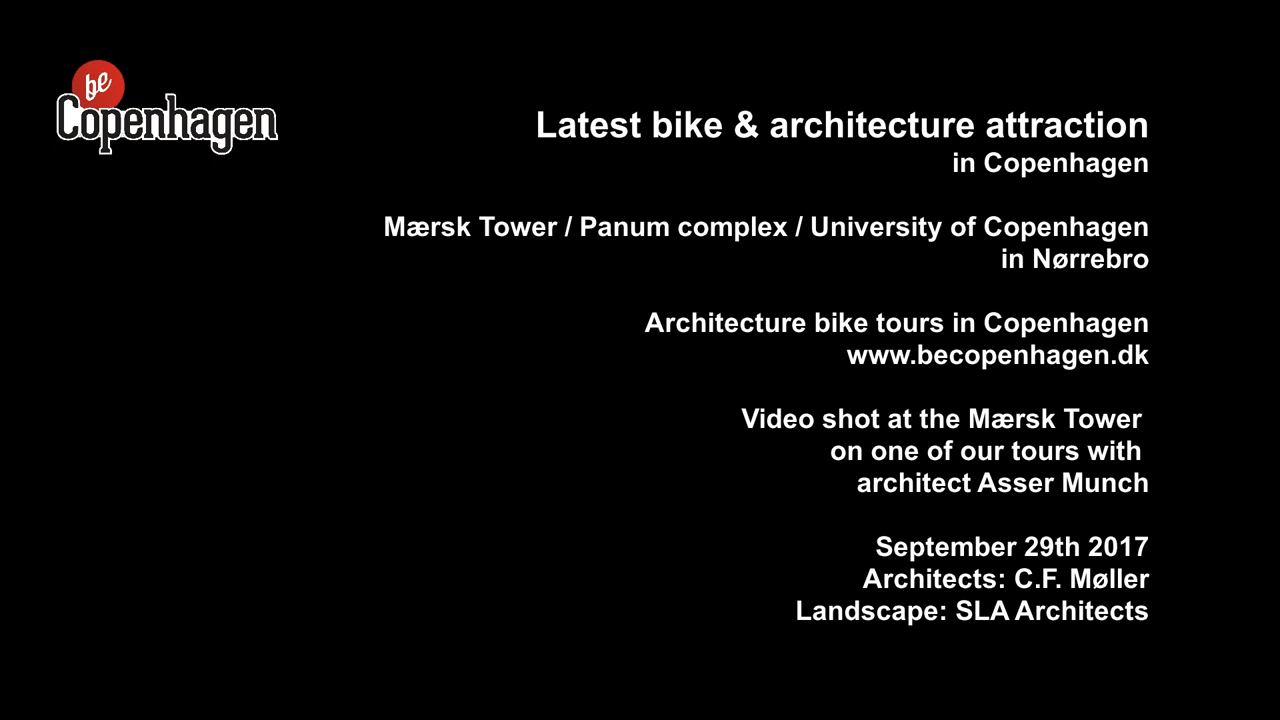 be
Copenhagen
Latest bike & architecture attraction
in Copenhagen
Mærsk Tower / Panum complex / University of Copenhagen
in Nørrebro
Architecture bike tours in Copenhagen
www.becopenhagen.dk
Video shot at the Mærsk Tower
on one of our tours with
architect Asser Munch
September 29th 2017
Architects: C.F. Møller
Landscape: SLA Architects